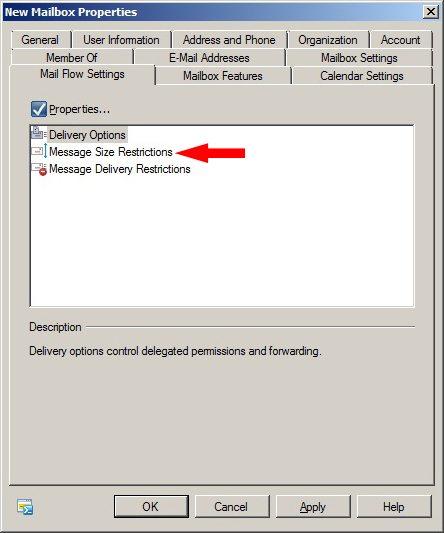 New Mailbox Properties
General User Information Address and Phone Organization Account
Member Of E-Mail Addresses Mailbox Settings
Mail Flow Settings Mailbox Features Calendar Settings
Properties...
Delivery Options
Message Size Restrictions
Message Delivery Restrictions
Description
Delivery options control delegated permissions and forwarding.
OK Cancel Apply Help